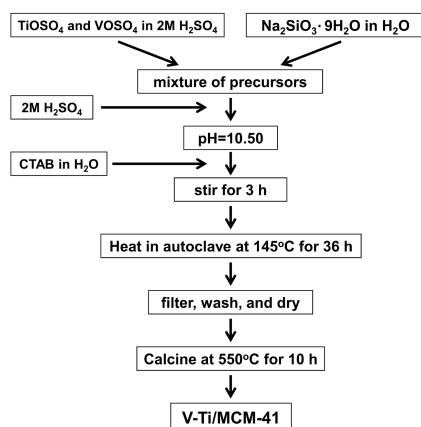 TiOSO₄ and VOSO₄ in 2M H₂SO₄
Na₂SiO₃·9H₂O in H₂O
mixture of precursors
2M H₂SO₄
pH=10.50
CTAB in H₂O
stir for 3 h
Heat in autoclave at 145°C for 36 h
filter, wash, and dry
Calcine at 550°C for 10 h
V-Ti/MCM-41